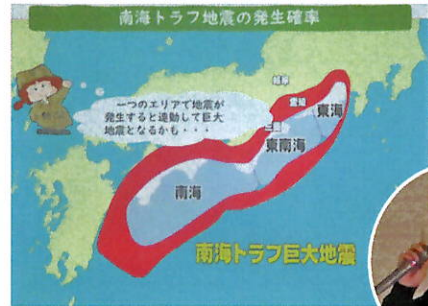 南海トラフ地震の発生確率
一つのエリアで地震が
発生すると連動して巨大
地震となるかも・・・
岐阜
愛知
東海
三重
東南海
南海
南海トラフ巨大地震